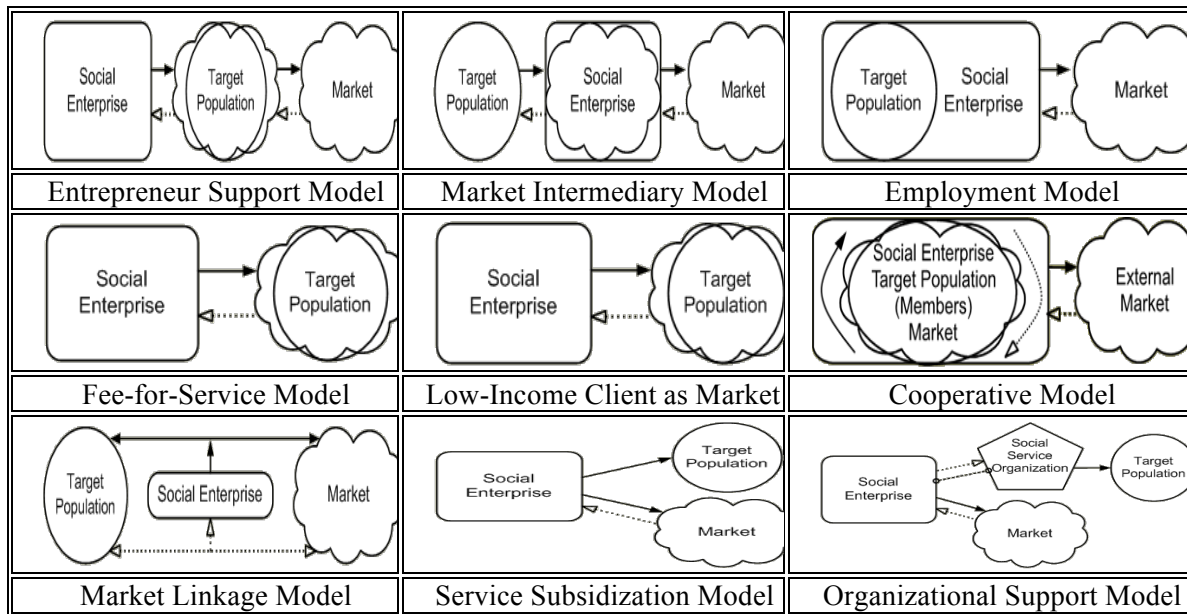 Social
Enterprise
Target
Population
Market
Entrepreneur Support Model
Target
Population
Social
Enterprise
Market
Market Intermediary Model
Target
Population
Social
Enterprise
Market
Employment Model
Social
Enterprise
Target
Population
Fee-for-Service Model
Social
Enterprise
Target
Population
Low-Income Client as Market
Social Enterprise
Target Population
(Members)
Market
External
Market
Cooperative Model
Target
Population
Social Enterprise
Market
Market Linkage Model
Social
Enterprise
Target
Population
Market
Service Subsidization Model
Social
Enterprise
Social
Service
Organization
Target
Population
Market
Organizational Support Model